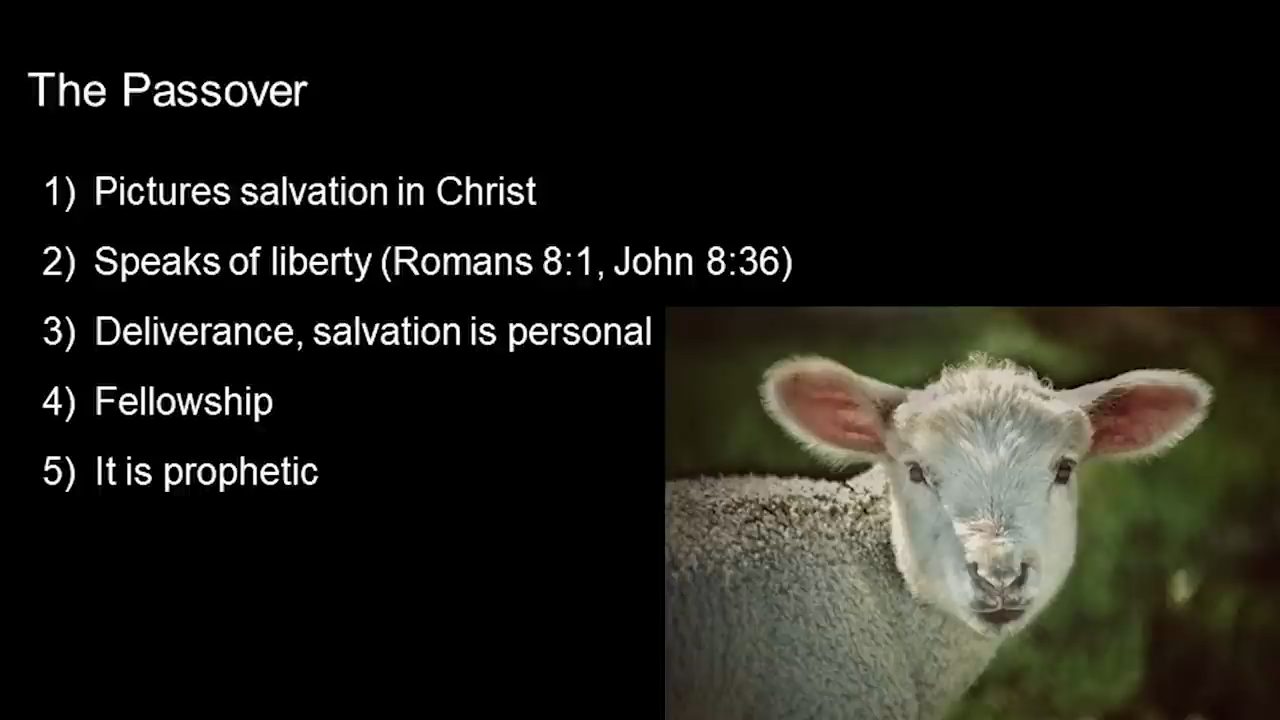 The Passover
1) Pictures salvation in Christ
2) Speaks of liberty (Romans 8:1, John 8:36)
3) Deliverance, salvation is personal
4) Fellowship
5) It is prophetic